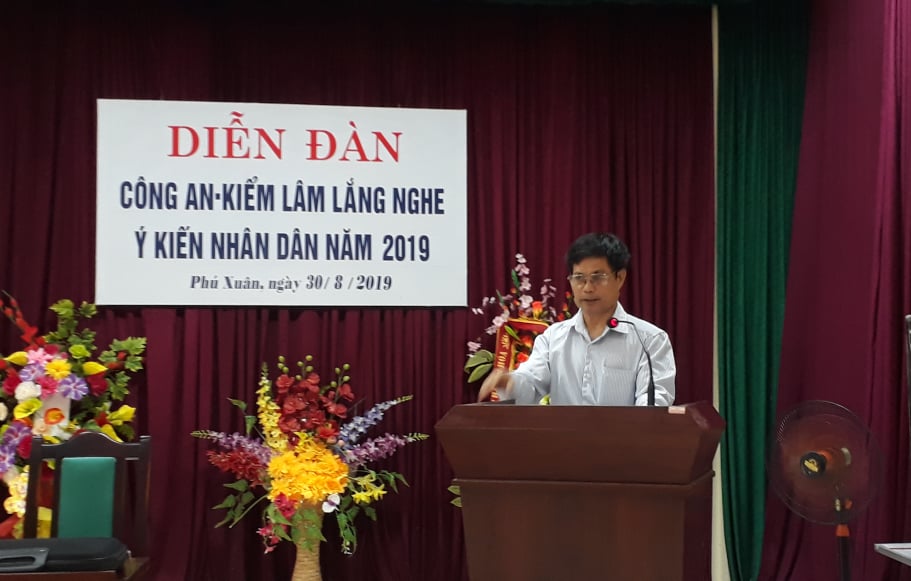 DIỄN ĐÀN
CÔNG AN-KIỂM LÂM LẮNG NGHE
Ý KIẾN NHÂN DÂN NĂM 2019
Phú Xuân, ngày 30/8/2019